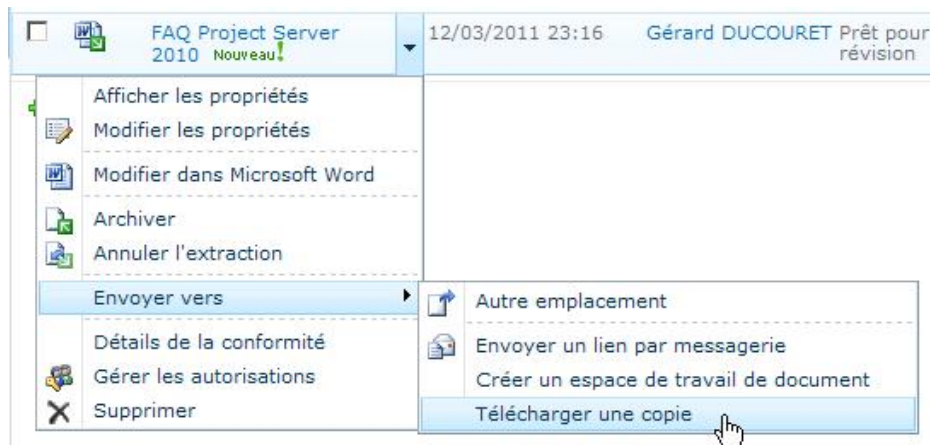 FAQ Project Server 12/03/2011 23:16 Gérard DUCOURET Prêt pour
2010 Nouveau! révision
Afficher les propriétés
Modifier les propriétés
Modifier dans Microsoft Word
Archiver
Annuler l'extraction
Envoyer vers
Autre emplacement
Détails de la conformité
Envoyer un lien par messagerie
Gérer les autorisations
Créer un espace de travail de document
Supprimer
Télécharger une copie